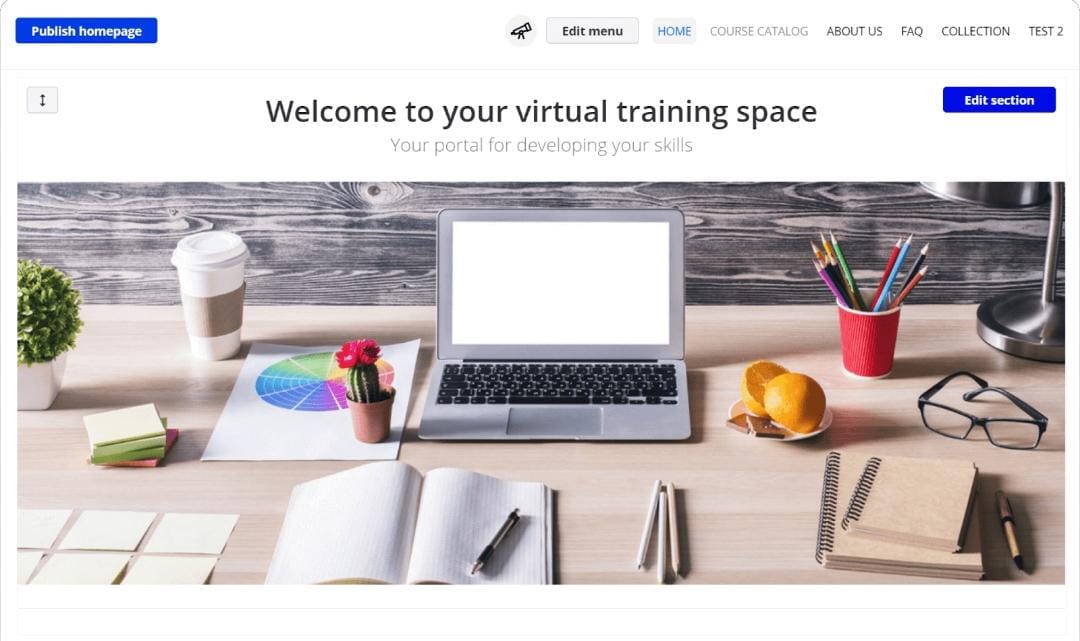 Publish homepage
Edit menu
HOME
COURSE CATALOG
ABOUT US
FAQ
COLLECTION
TEST 2
Welcome to your virtual training space
Edit section
Your portal for developing your skills